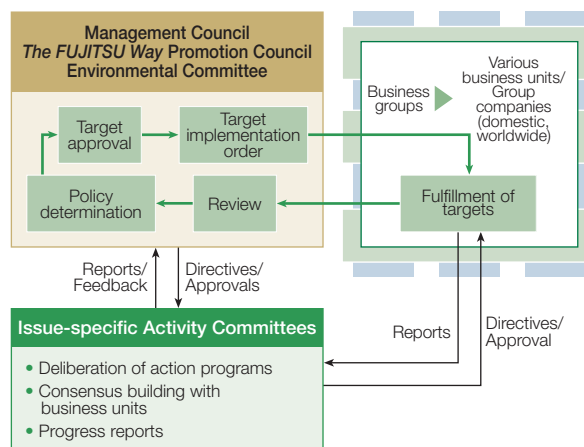 Management Council
The FUJITSU Way Promotion Council
Environmental Committee
Target
approval
Target
implementation
order
Policy
determination
Review
Business
groups
Various
business units/
Group
companies
(domestic,
worldwide)
Fulfillment of
targets
Reports/
Feedback
Directives/
Approvals
Issue-specific Activity Committees
• Deliberation of action programs
• Consensus building with
business units
• Progress reports
Reports
Directives/
Approval